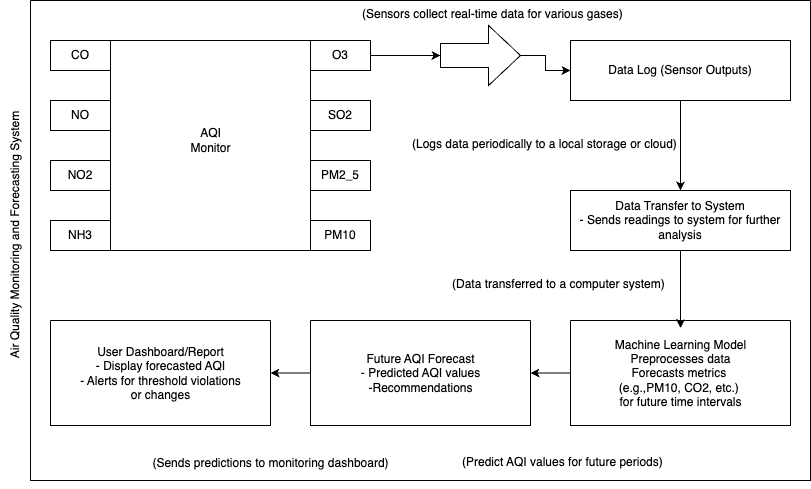 (Sensors collect real-time data for various gases)
CO
O3
Data Log (Sensor Outputs)
NO
AQI
Monitor
SO2
(Logs data periodically to a local storage or cloud)
NO2
PM2_5
Data Transfer to System
- Sends readings to system for further
analysis
NH3
PM10
(Data transferred to a computer system)
Air Quality Monitoring and Forecasting System
User Dashboard/Report
- Display forecasted AQI
- Alerts for threshold violations
or changes
Future AQI Forecast
- Predicted AQI values
-Recommendations
Machine Learning Model
Preprocesses data
Forecasts metrics
(e.g.,PM10, CO2, etc.)
for future time intervals
(Sends predictions to monitoring dashboard)
(Predict AQI values for future periods)